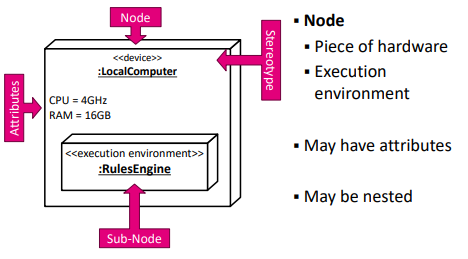 Node
<<device>>
:LocalComputer
Stereotype
Attributes
CPU = 4GHz
RAM = 16GB
<<execution environment>>
:RulesEngine
Sub-Node
▪ Node
▪ Piece of hardware
▪ Execution
environment
▪ May have attributes
▪ May be nested